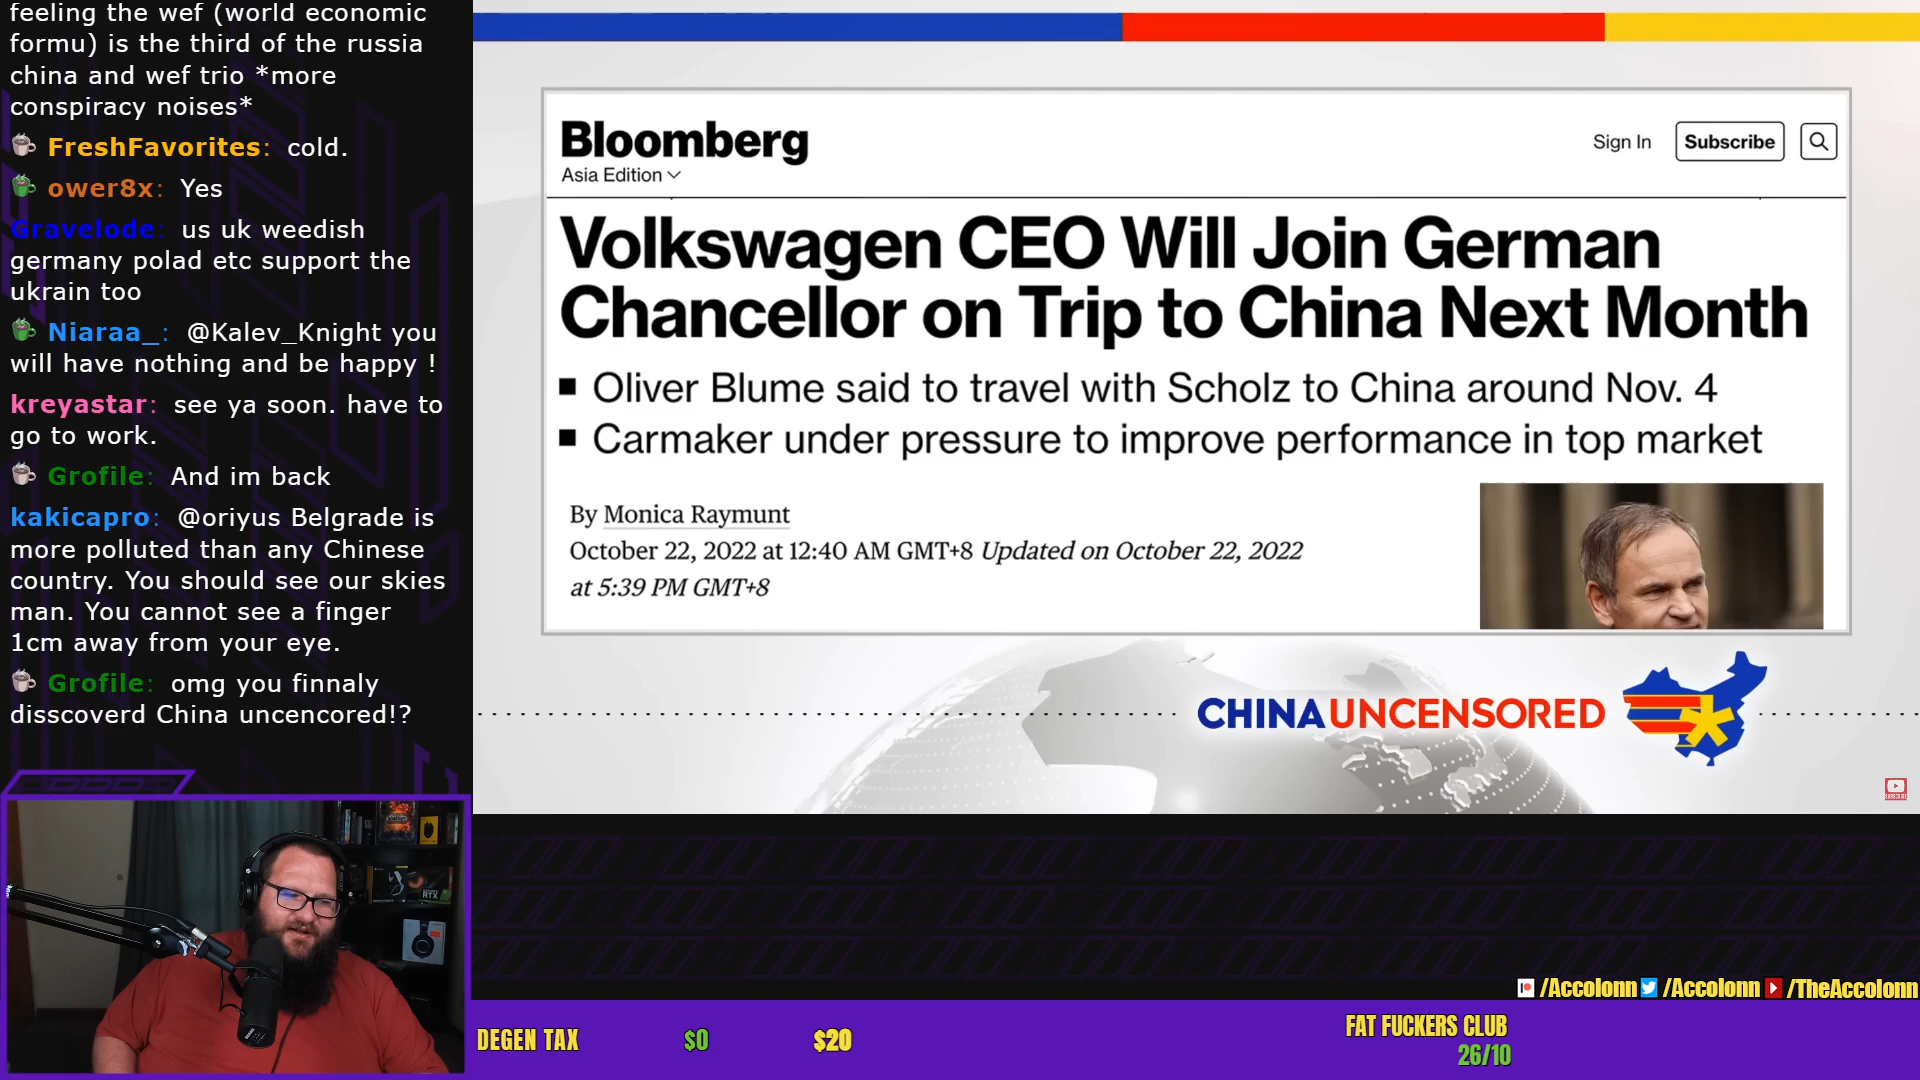 feeling the wef (world economic
formu) is the third of the russia
china and wef trio *more
conspiracy noises*
FreshFavorites: cold.
ower8x: Yes
Gravelode: us uk weedish
germany polad etc support the
ukrain too
Niaraa_: @Kalev_Knight you
will have nothing and be happy !
kreyastar: see ya soon. have to
go to work.
Grofile: And im back
kakicapro: @oriyus Belgrade is
more polluted than any Chinese
country. You should see our skies
man. You cannot see a finger
1cm away from your eye.
Grofile: omg you finnaly
disscoverd China uncencored!?
Bloomberg
Asia Edition
Sign In
Subscribe
Volkswagen CEO Will Join German
Chancellor on Trip to China Next Month
■ Oliver Blume said to travel with Scholz to China around Nov. 4
■ Carmaker under pressure to improve performance in top market
By Monica Raymunt
October 22, 2022 at 12:40 AM GMT+8 Updated on October 22, 2022
at 5:39 PM GMT+8
CHINA UNCENSORED
SUBSCRIBE
/Accolonn /Accolonn /TheAccolonn
DEGEN TAX $0 $20
FAT FUCKERS CLUB
26/10